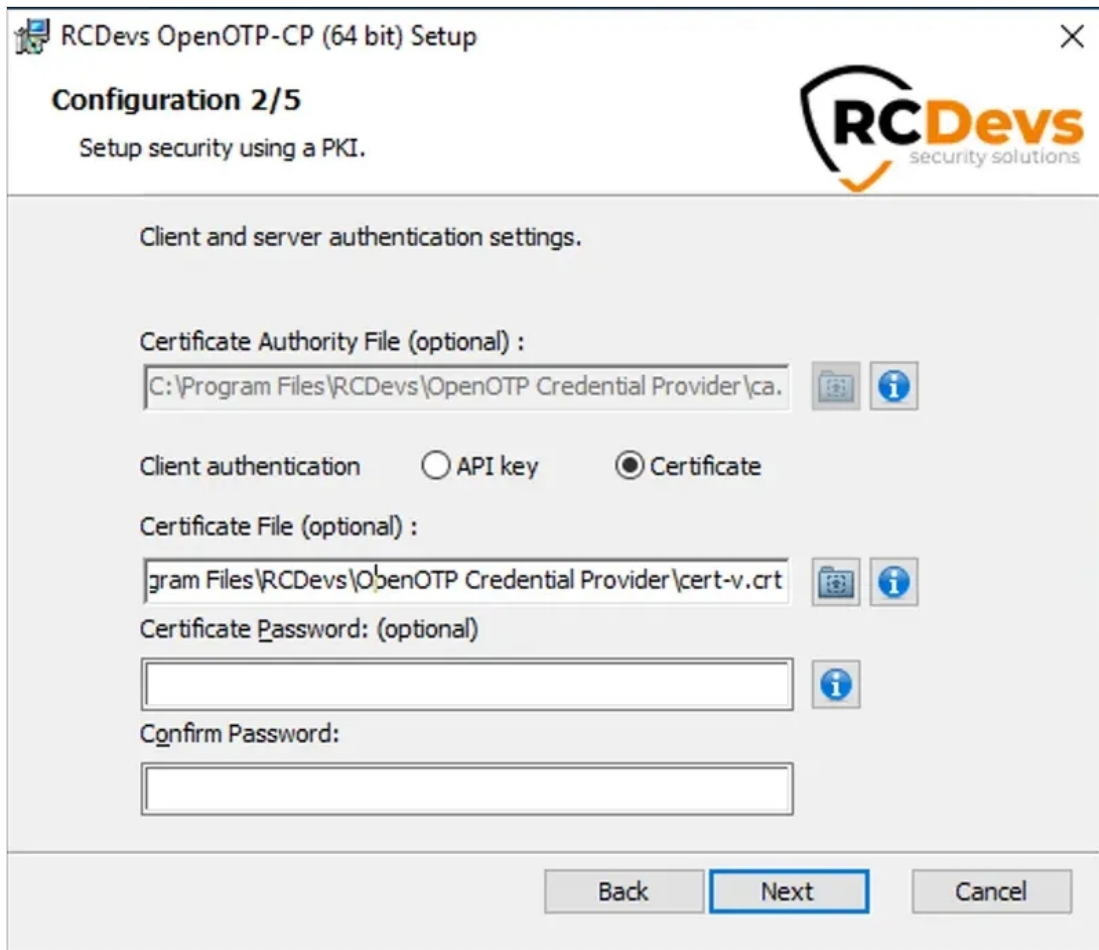 RCDevs OpenOTP-CP (64 bit) Setup
Configuration 2/5
Setup security using a PKI.
RCDevs
security solutions
Client and server authentication settings.
Certificate Authority File (optional) :
C:\Program Files\RCDevs\OpenOTP Credential Provider\ca.
Client authentication API key Certificate
Certificate File (optional) :
gram Files\RCDevs\OpenOTP Credential Provider\cert-v.crt
Certificate Password: (optional)
Confirm Password:
Back Next Cancel